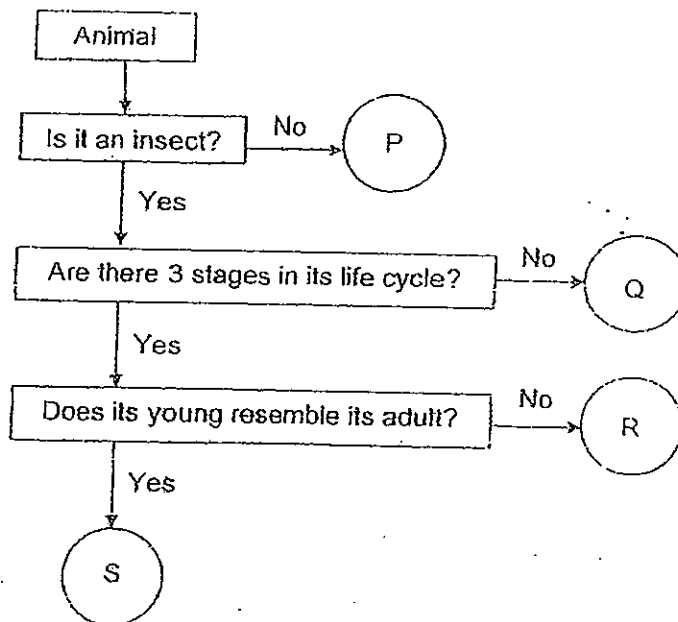 Animal
Is it an insect?
No
P
Yes
Are there 3 stages in its life cycle?
No
Q
Yes
Does its young resemble its adult?
No
R
Yes
S